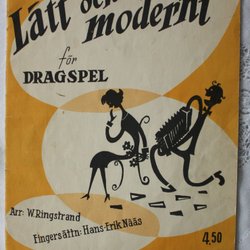 Lätt och
modernt
för
DRAGSPEL
Arr: W. Ringstrand
Fingersättn: Hans-Erik Nääs
4,50